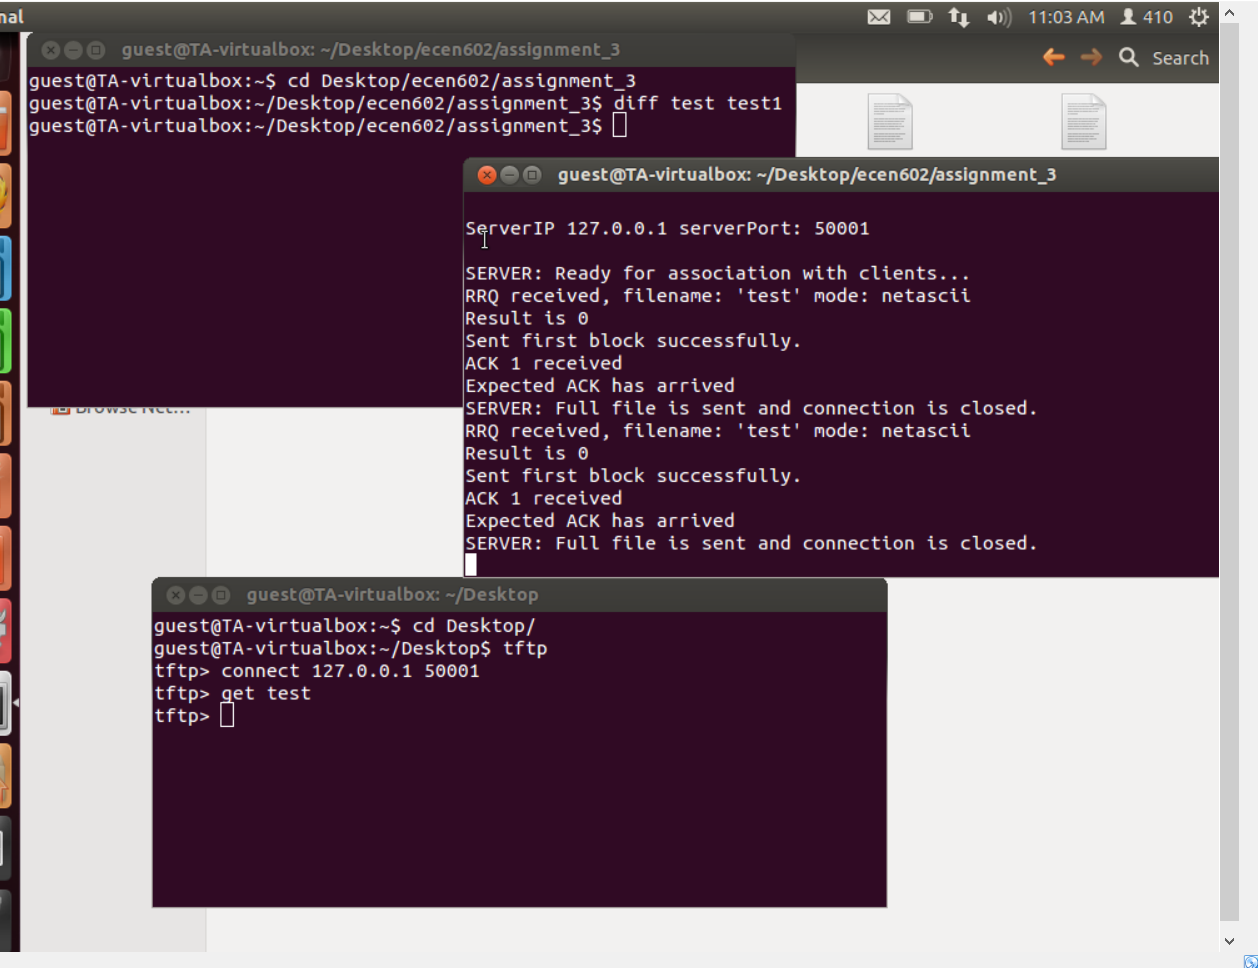 nal
11:03 AM
410
guest@TA-virtualbox: ~/Desktop/ecen602/assignment_3
Search
guest@TA-virtualbox:~$ cd Desktop/ecen602/assignment_3
guest@TA-virtualbox:~/Desktop/ecen602/assignment_3$ diff test test1
guest@TA-virtualbox:~/Desktop/ecen602/assignment_3$
guest@TA-virtualbox: ~/Desktop/ecen602/assignment_3
ServerIP 127.0.0.1 serverPort: 50001
SERVER: Ready for association with clients...
RRQ received, filename: 'test' mode: netascii
Result is 0
Sent first block successfully.
ACK 1 received
Expected ACK has arrived
SERVER: Full file is sent and connection is closed.
RRQ received, filename: 'test' mode: netascii
Result is 0
Sent first block successfully.
ACK 1 received
Expected ACK has arrived
SERVER: Full file is sent and connection is closed.
Browse Net...
guest@TA-virtualbox: ~/Desktop
guest@TA-virtualbox:~$ cd Desktop/
guest@TA-virtualbox:~/Desktop$ tftp
tftp> connect 127.0.0.1 50001
tftp> get test
tftp>